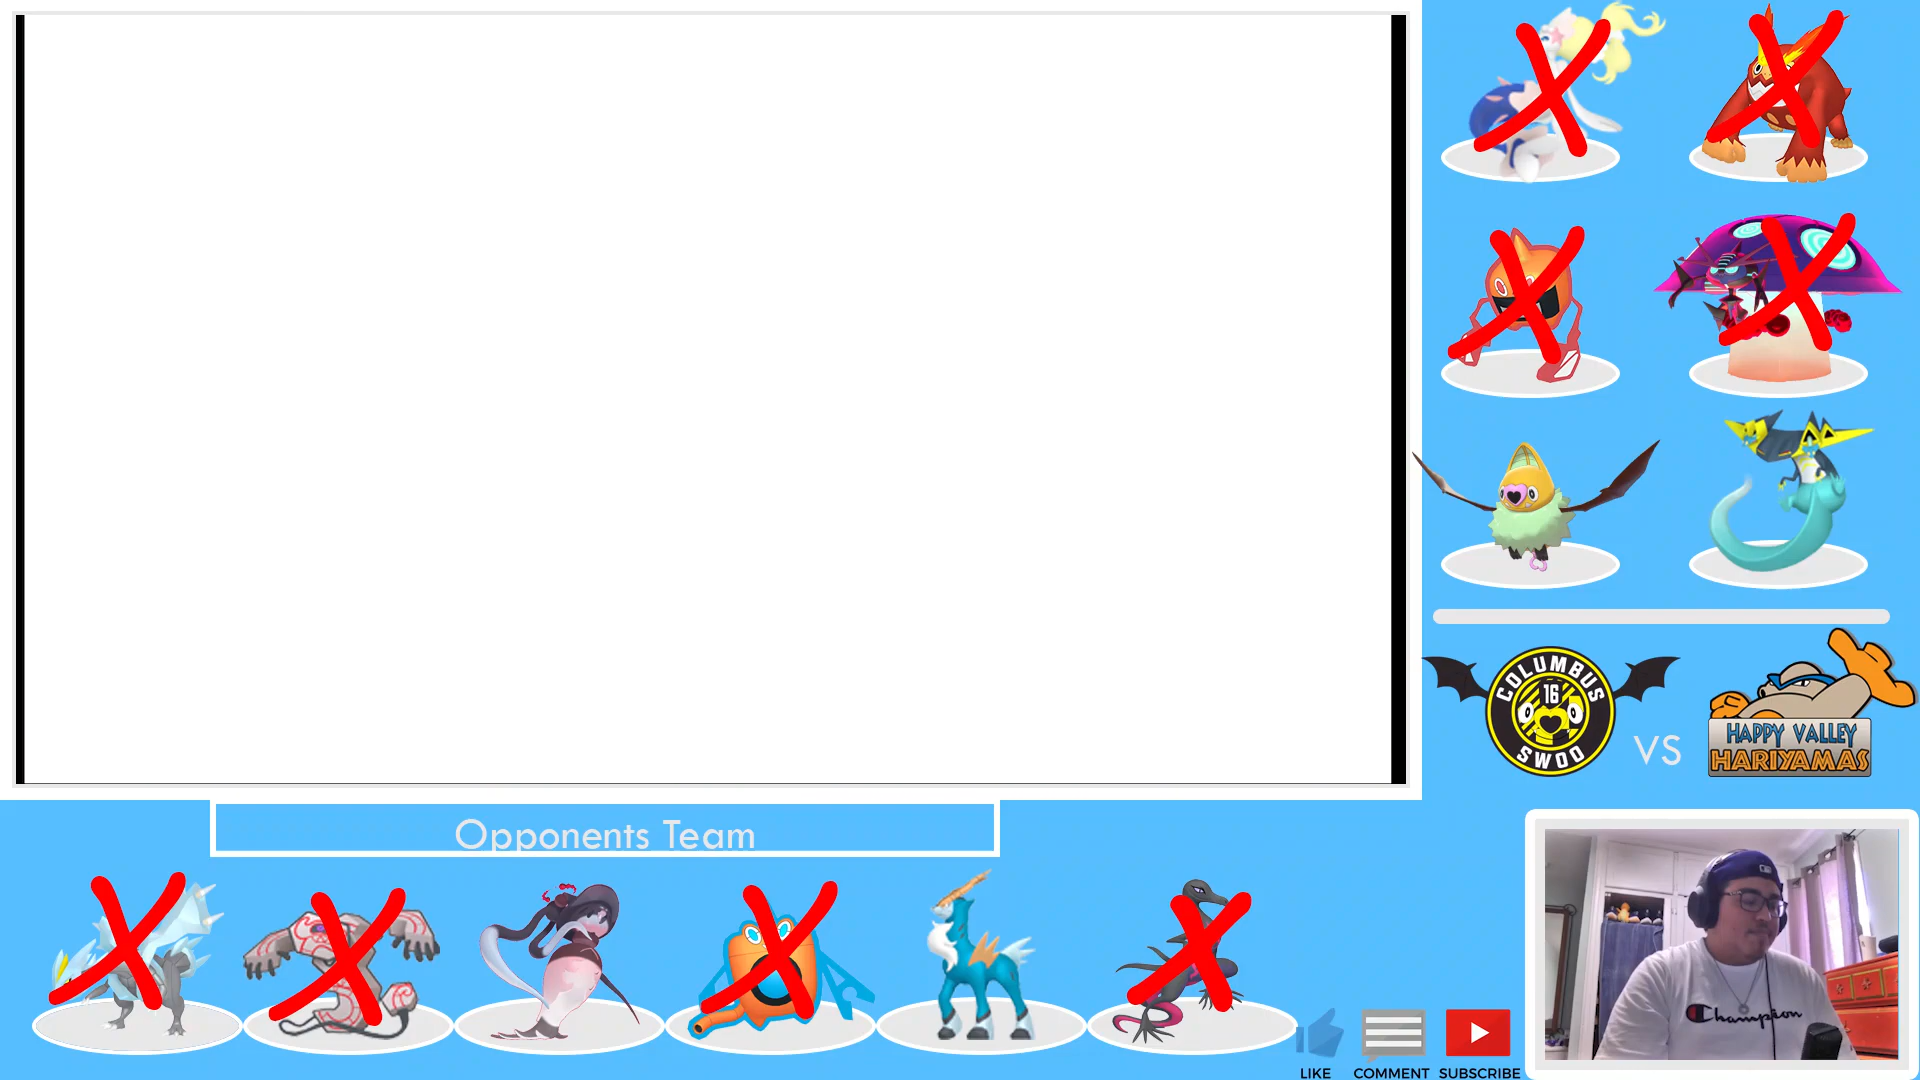 COLUMBUS
16
SWOO
VS
HAPPY VALLEY
HARIYAMAS
Opponents Team
Champion
LIKE
COMMENT
SUBSCRIBE